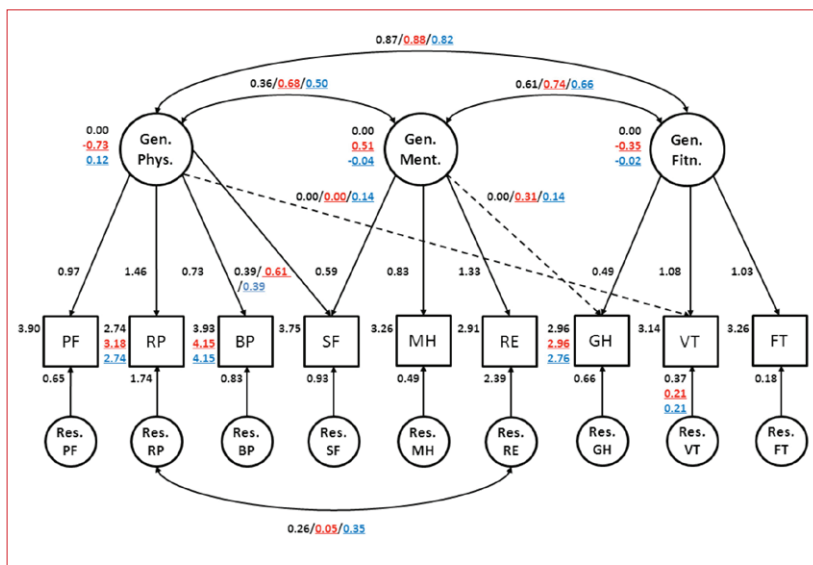 0.87/0.88/0.82
0.36/0.68/0.50
0.61/0.74/0.66
0.00
-0.73
0.12
Gen.
Phys.
0.00
0.51
-0.04
Gen.
Ment.
0.00
-0.35
-0.02
Gen.
Fitn.
0.00/0.00/0.14
0.00/0.31/0.14
0.97
1.46
0.73
0.39/ 0.61
/0.39
0.59
0.83
1.33
0.49
1.08
1.03
3.90
PF
2.74
3.18
2.74
RP
3.93
4.15
4.15
BP
3.75
SF
3.26
MH
2.91
RE
2.96
2.96
2.76
GH
3.14
VT
3.26
FT
0.65
1.74
0.83
0.93
0.49
2.39
0.66
0.37
0.21
0.21
0.18
Res.
PF
Res.
RP
Res.
BP
Res.
SF
Res.
MH
Res.
RE
Res.
GH
Res.
VT
Res.
FT
0.26/0.05/0.35